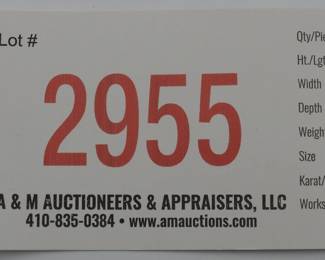 Lot #
2955
A & M AUCTIONEERS & APPRAISERS, LLC
410-835-0384 • www.amauctions.com
Qty/Pie
Ht./Lgt
Width
Depth
Weigh
Size
Karat/
Works